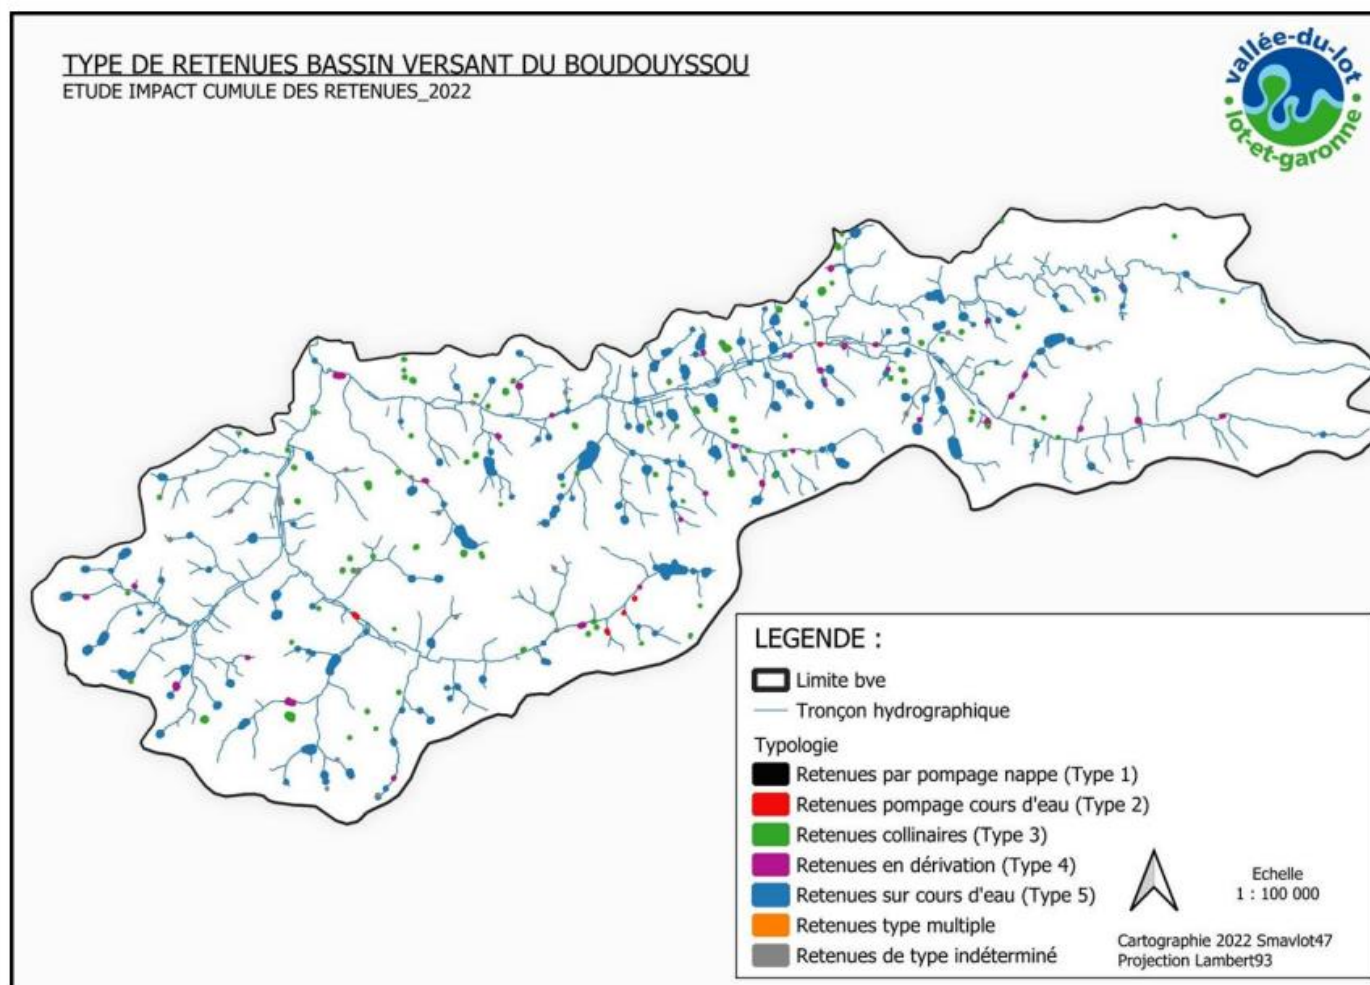 TYPE DE RETENUES BASSIN VERSANT DU BOUDOUYSSOU
ETUDE IMPACT CUMULE DES RETENUES_2022
vallée-du-lot
lot-et-garonne
LEGENDE :
Limite bve
Tronçon hydrographique
Typologie
Retenues par pompage nappe (Type 1)
Retenues pompage cours d'eau (Type 2)
Retenues collinaires (Type 3)
Retenues en dérivation (Type 4)
Retenues sur cours d'eau (Type 5)
Retenues type multiple
Retenues de type indéterminé
Echelle
1 : 100 000
Cartographie 2022 Smavlot47
Projection Lambert93